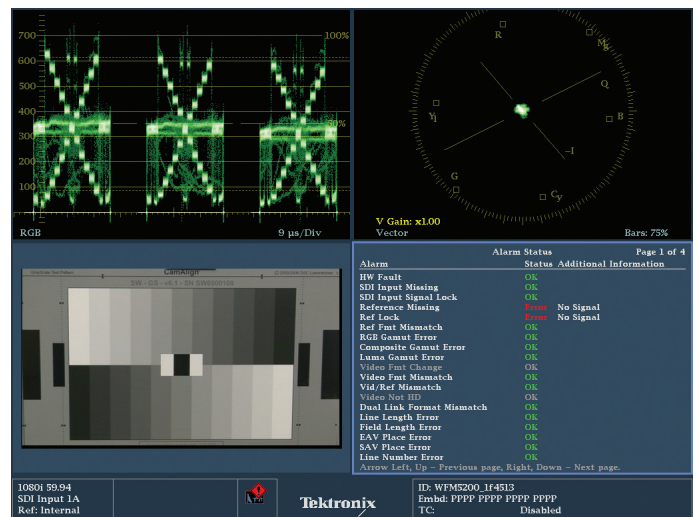 700
600
500
400
300
200
100
100%
50%
RGB
9 µs/Div
R
Mg
Q
B
Yl
-I
G
Cy
V Gain: x1.00
Vector
Bars: 75%
CamAlign
SW - GS - v6.1 - SN SW0500155
Alarm Status
Page 1 of 4
Alarm Status Additional Information
HW Fault OK
SDI Input Missing OK
SDI Input Signal Lock OK
Reference Missing Error No Signal
Ref Lock Error No Signal
Ref Fmt Mismatch OK
RGB Gamut Error OK
Composite Gamut Error OK
Luma Gamut Error OK
Video Fmt Change OK
Video Fmt Mismatch OK
Vid/Ref Mismatch OK
Video Not HD OK
Dual Link Format Mismatch OK
Line Length Error OK
Field Length Error OK
EAV Place Error OK
SAV Place Error OK
Line Number Error OK
Arrow Left, Up – Previous page, Right, Down – Next page.
1080i 59.94
SDI Input 1A
Ref: Internal
Tektronix
ID: WFM5200_1f4513
Embd: PPPP PPPP PPPP PPPP
TC: Disabled